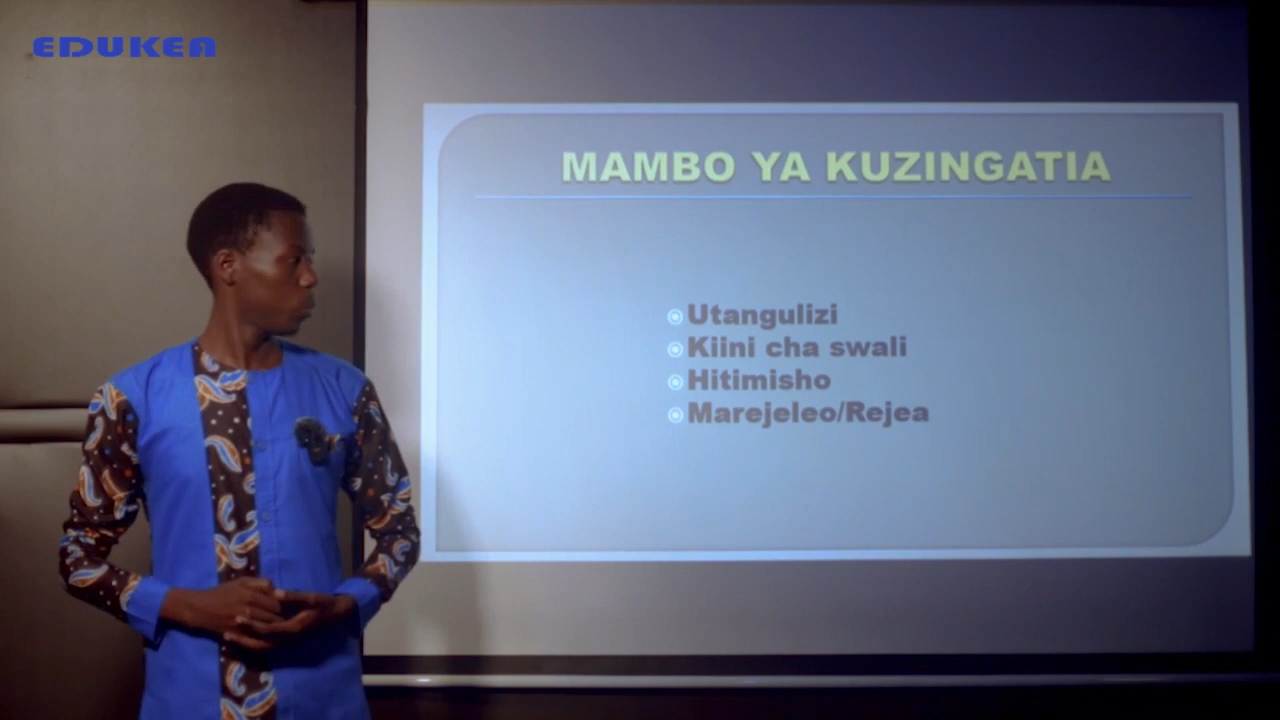 EDUKEA
MAMBO YA KUZINGATIA
Utangulizi
Kiini cha swali
Hitimisho
Marejeleo/Rejea